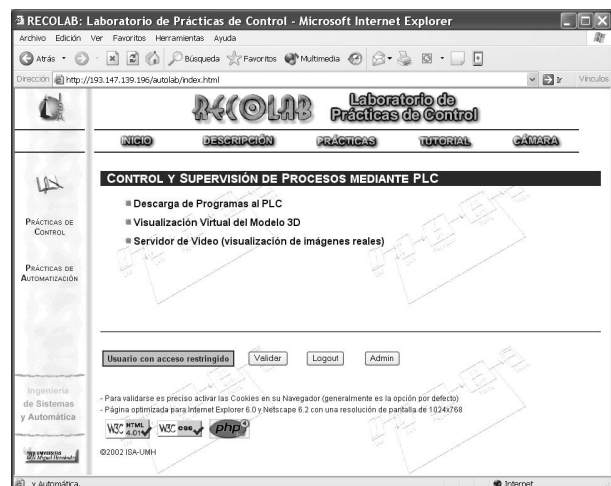 RECOLAB: Laboratorio de Prácticas de Control - Microsoft Internet Explorer
Archivo Edición Ver Favoritos Herramientas Ayuda
Atrás Búsqueda Favoritos Multimedia
Dirección http://193.147.139.196/autolab/index.html Ir Vínculos
RECOLAB Laboratorio de
Prácticas de Control
INICIO DESCRIPCIÓN PRÁCTICAS TUTORIAL CÁMARA
CONTROL Y SUPERVISIÓN DE PROCESOS MEDIANTE PLC
Descarga de Programas al PLC
Visualización Virtual del Modelo 3D
Servidor de Video (visualización de imágenes reales)
PRÁCTICAS DE
CONTROL
PRÁCTICAS DE
AUTOMATIZACIÓN
Usuario con acceso restringido Validar Logout Admin
Ingeniería
de Sistemas
y Automática
- Para validarse es preciso activar las Cookies en su Navegador (generalmente es la opción por defecto)
- Página optimizada para Internet Explorer 6.0 y Netscape 6.2 con una resolución de pantalla de 1024x768
W3C HTML 4.01 W3C css php
©2002 ISA-UMH
Miguel Hernández
y Automática. Internet